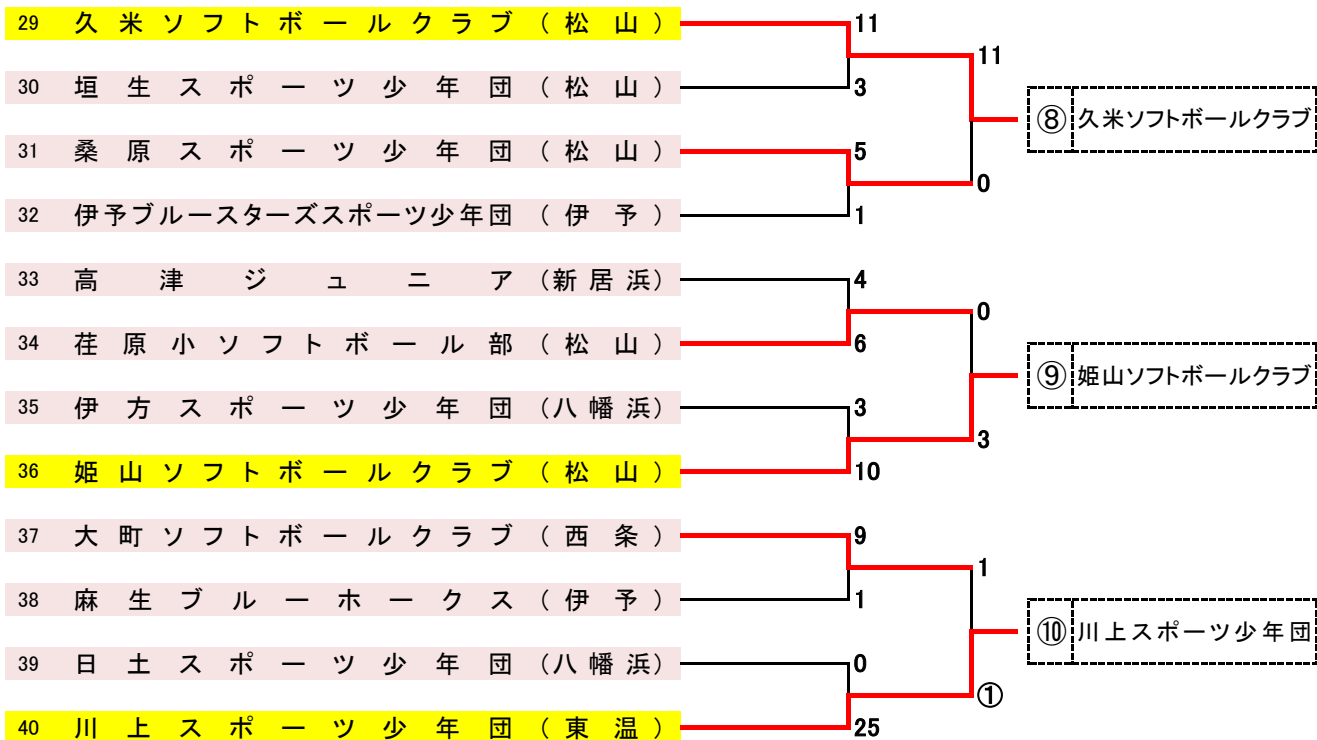 29 久米ソフトボールクラブ（松山） 11
11
30 垣生スポーツ少年団（松山） 3
⑧ 久米ソフトボールクラブ
31 桑原スポーツ少年団（松山） 5
0
32 伊予ブルースターズスポーツ少年団（伊予） 1
33 高津ジュニア（新居浜） 4
0
34 荏原小ソフトボール部（松山） 6
⑨ 姫山ソフトボールクラブ
35 伊方スポーツ少年団（八幡浜） 3
3
36 姫山ソフトボールクラブ（松山） 10
37 大町ソフトボールクラブ（西条） 9
1
38 麻生ブルーホークス（伊予） 1
⑩ 川上スポーツ少年団
39 日土スポーツ少年団（八幡浜） 0
①
40 川上スポーツ少年団（東温） 25